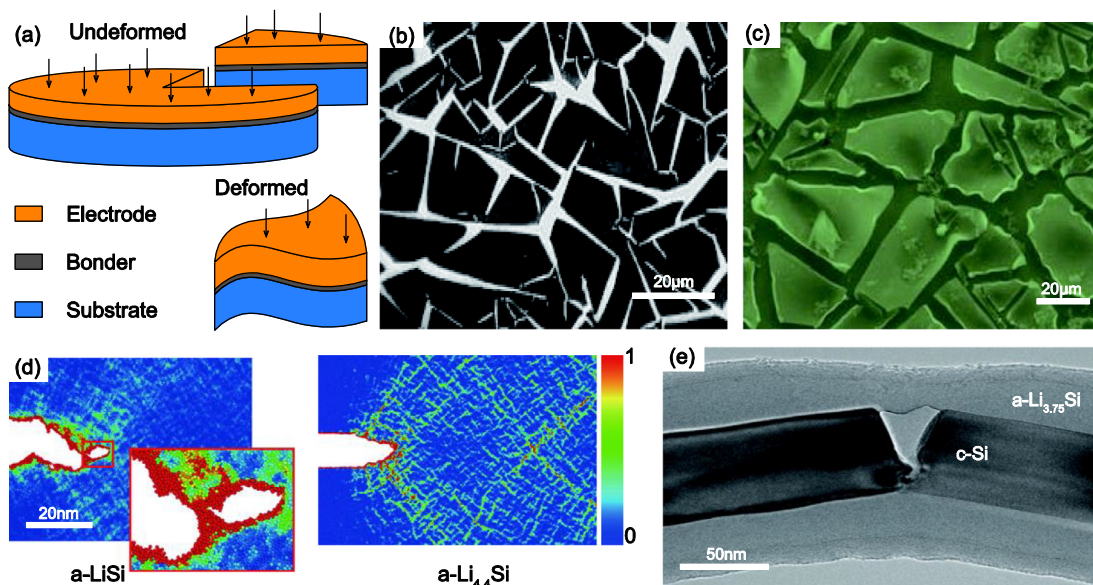 (a)
Undeformed
Deformed
Electrode
Bonder
Substrate
(b)
20μm
(c)
20μm
(d)
20nm
a-LiSi
1
0
a-Li4.4Si
(e)
a-Li3.75Si
c-Si
50nm